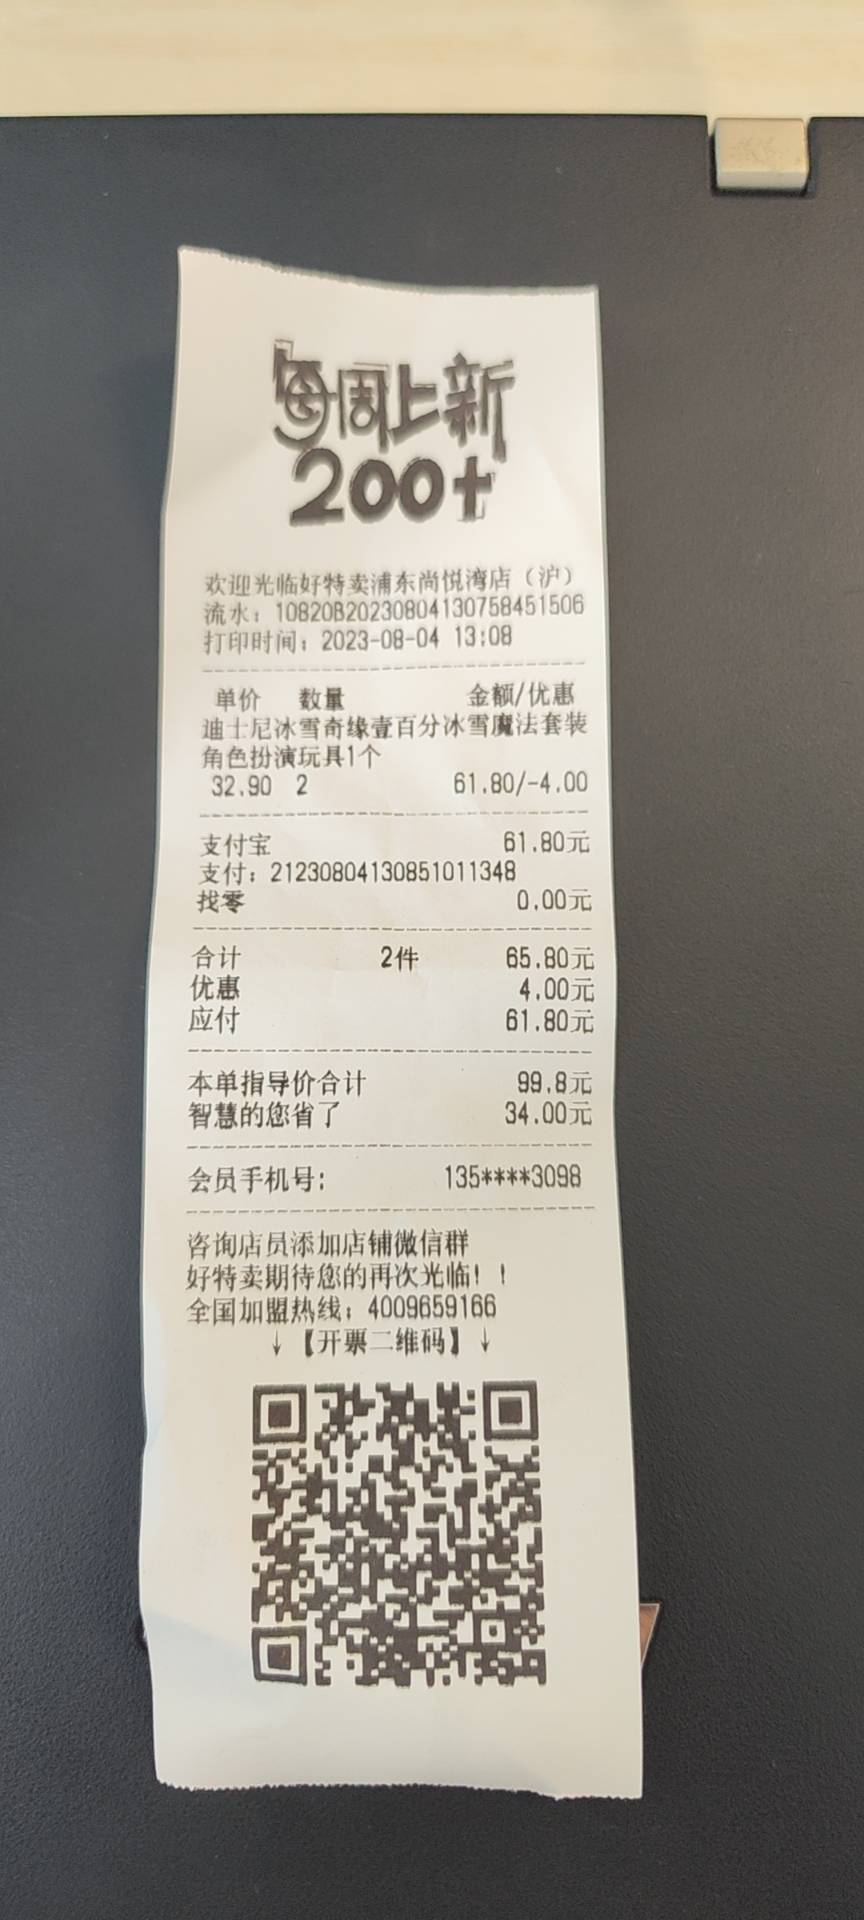 每周上新
200+
欢迎光临好特卖浦东尚悦湾店（沪）
流水：10820B20230804130758451506
打印时间：2023-08-04 13:08
单价 数量 金额/优惠
迪士尼冰雪奇缘壹百分冰雪魔法套装
角色扮演玩具1个
32.90 2 61.80/-4.00
支付宝 61.80元
支付：212308041308510​11348
找零 0.00元
合计 2件 65.80元
优惠 4.00元
应付 61.80元
本单指导价合计 99.8元
智慧的您省了 34.00元
会员手机号： 135****3098
咨询店员添加店铺微信群
好特卖期待您的再次光临！！
全国加盟热线：4009659166
↓【开票二维码】↓